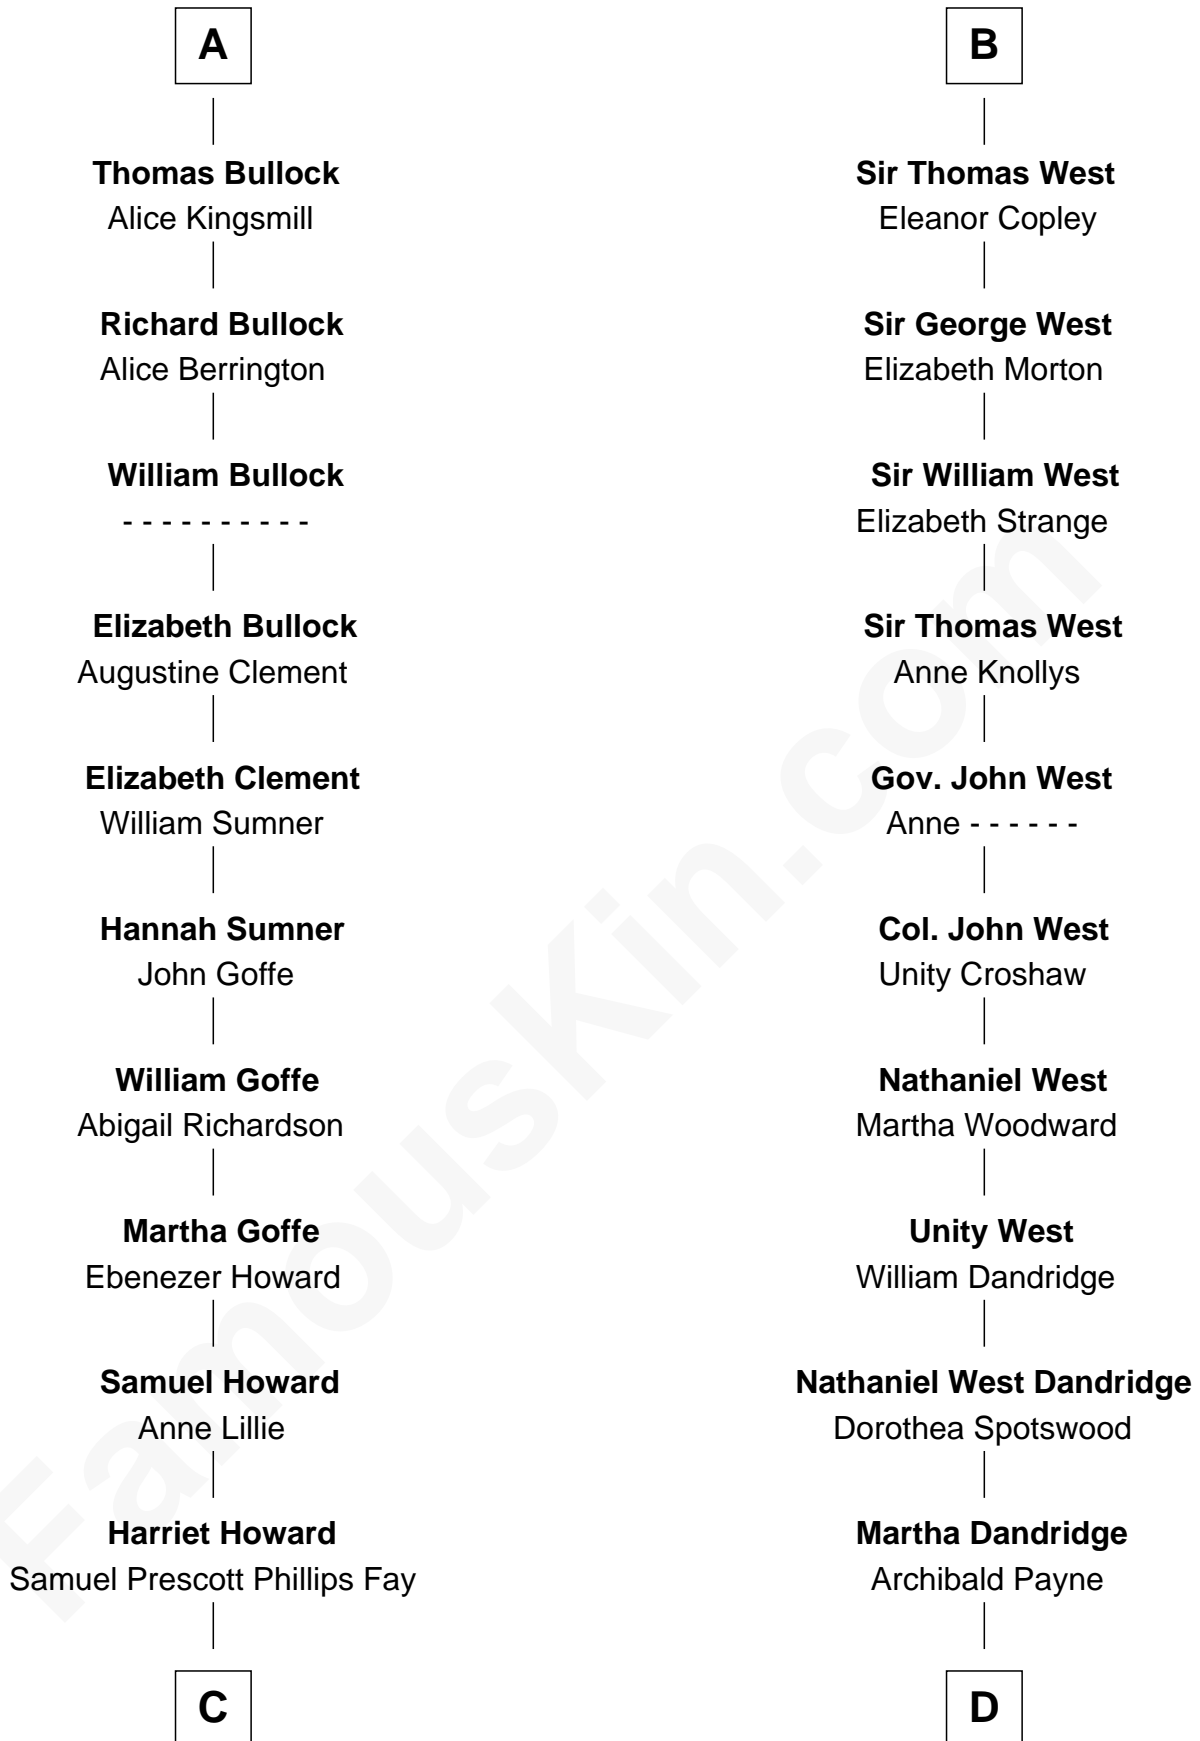 A
Thomas Bullock
Alice Kingsmill
Richard Bullock
Alice Berrington
William Bullock
- - - - - - - - - -
Elizabeth Bullock
Augustine Clement
Elizabeth Clement
William Sumner
Hannah Sumner
John Goffe
William Goffe
Abigail Richardson
Martha Goffe
Ebenezer Howard
Samuel Howard
Anne Lillie
Harriet Howard
Samuel Prescott Phillips Fay
C
B
Sir Thomas West
Eleanor Copley
Sir George West
Elizabeth Morton
Sir William West
Elizabeth Strange
Sir Thomas West
Anne Knollys
Gov. John West
Anne - - - - - -
Col. John West
Unity Croshaw
Nathaniel West
Martha Woodward
Unity West
William Dandridge
Nathaniel West Dandridge
Dorothea Spotswood
Martha Dandridge
Archibald Payne
D
FamousKin.com